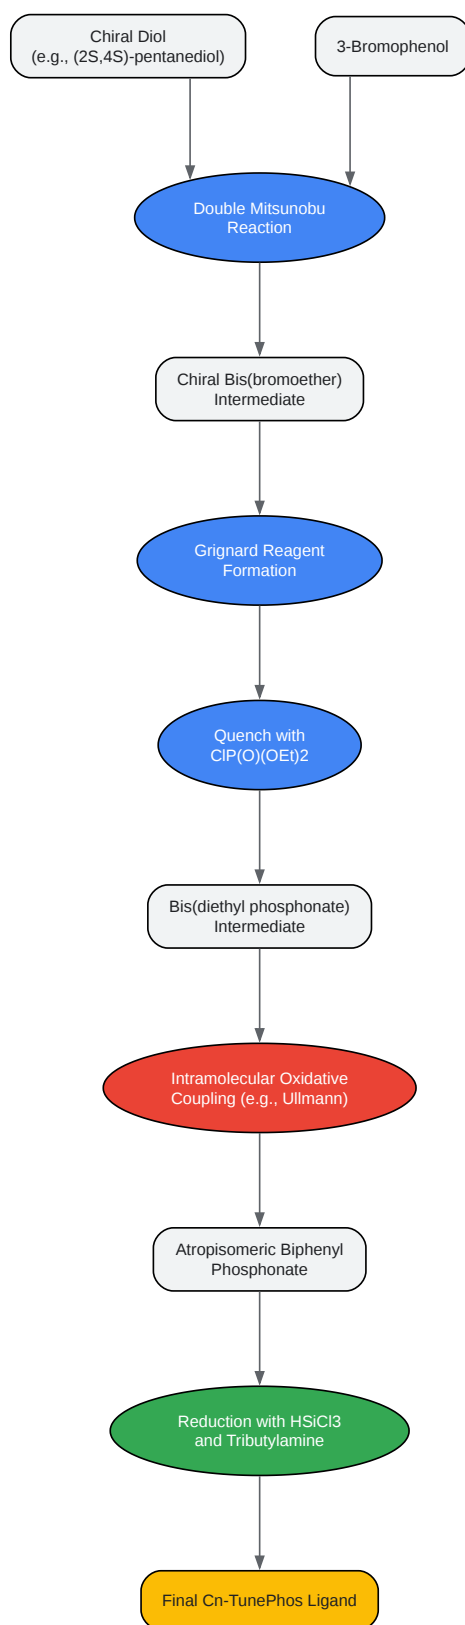 Chiral Diol
(e.g., (2S,4S)-pentanediol)
3-Bromophenol
Double Mitsunobu
Reaction
Chiral Bis(bromoether)
Intermediate
Grignard Reagent
Formation
Quench with
ClP(O)(OEt)2
Bis(diethyl phosphonate)
Intermediate
Intramolecular Oxidative
Coupling (e.g., Ullmann)
Atropisomeric Biphenyl
Phosphonate
Reduction with HSiCl3
and Tributylamine
Final Cn-TunePhos Ligand